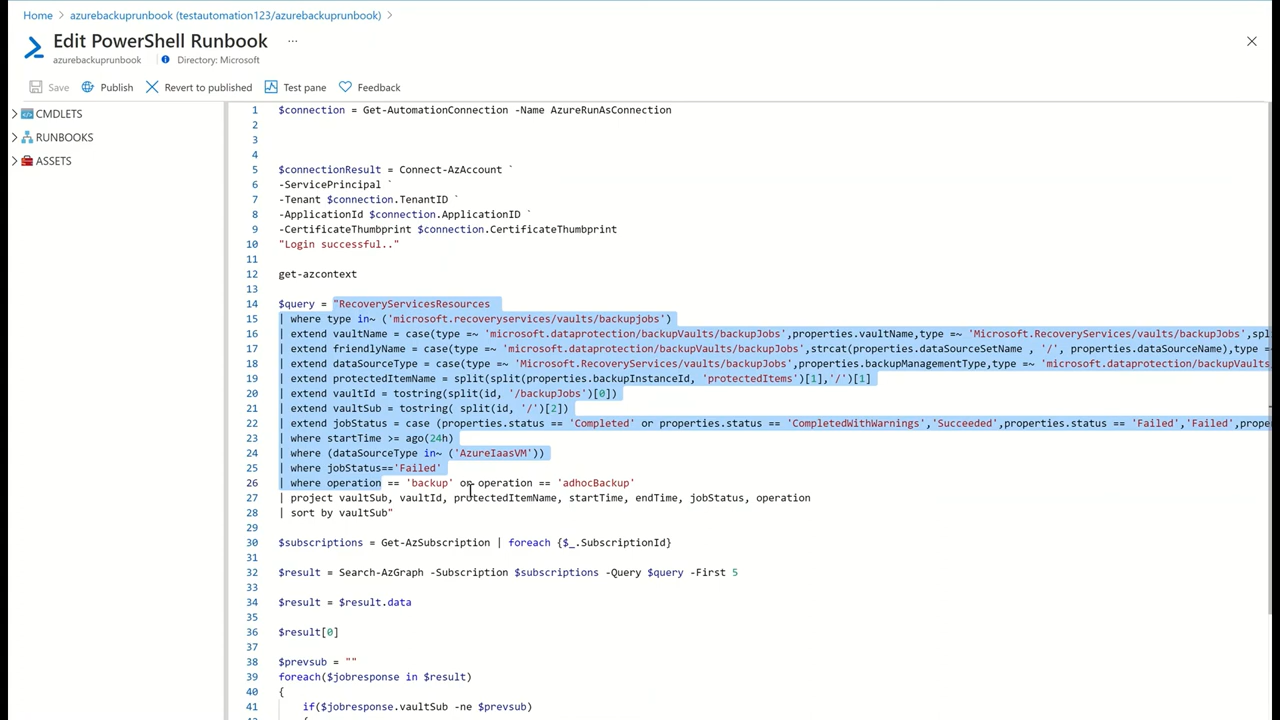 Home > azurebackuprunbook (testautomation123/azurebackuprunbook) >
Edit PowerShell Runbook ...
azurebackuprunbook Directory: Microsoft
Save Publish Revert to published Test pane Feedback
CMDLETS
RUNBOOKS
ASSETS
1 $connection = Get-AutomationConnection -Name AzureRunAsConnection
2
3
4
5 $connectionResult = Connect-AzAccount `
6 -ServicePrincipal `
7 -Tenant $connection.TenantID `
8 -ApplicationId $connection.ApplicationID `
9 -CertificateThumbprint $connection.CertificateThumbprint
10 "Login successful.."
11
12 get-azcontext
13
14 $query = "RecoveryServicesResources
15 | where type in~ ('microsoft.recoveryservices/vaults/backupjobs')
16 | extend vaultName = case(type =~ 'microsoft.dataprotection/backupVaults/backupJobs',properties.vaultName,type =~ 'Microsoft.RecoveryServices/vaults/backupJobs',spl
17 | extend friendlyName = case(type =~ 'microsoft.dataprotection/backupVaults/backupJobs',strcat(properties.dataSourceSetName , '/', properties.dataSourceName),type =
18 | extend dataSourceType = case(type =~ 'Microsoft.RecoveryServices/vaults/backupJobs',properties.backupManagementType,type =~ 'microsoft.dataprotection/backupVaults
19 | extend protectedItemName = split(split(properties.backupInstanceId, 'protectedItems')[1],'/')[1]
20 | extend vaultId = tostring(split(id, '/backupJobs')[0])
21 | extend vaultSub = tostring( split(id, '/')[2])
22 | extend jobStatus = case (properties.status == 'Completed' or properties.status == 'CompletedWithWarnings','Succeeded',properties.status == 'Failed','Failed',prope
23 | where startTime >= ago(24h)
24 | where (dataSourceType in~ ('AzureIaasVM'))
25 | where jobStatus=='Failed'
26 | where operation == 'backup' or operation == 'adhocBackup'
27 | project vaultSub, vaultId, protectedItemName, startTime, endTime, jobStatus, operation
28 | sort by vaultSub"
29
30 $subscriptions = Get-AzSubscription | foreach {$_.SubscriptionId}
31
32 $result = Search-AzGraph -Subscription $subscriptions -Query $query -First 5
33
34 $result = $result.data
35
36 $result[0]
37
38 $prevsub = ""
39 foreach($jobresponse in $result)
40 {
41 if($jobresponse.vaultSub -ne $prevsub)